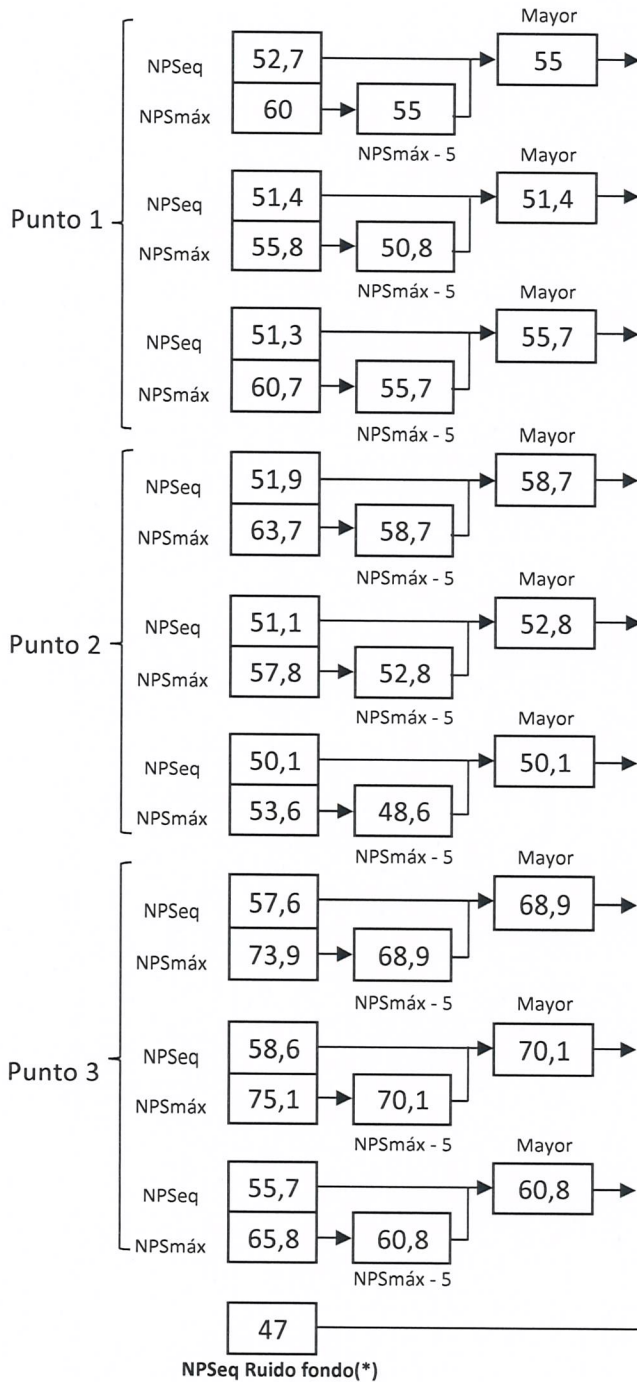 Mayor
NPSeq 52,7 55
NPSmáx 60 55
NPSmáx - 5
Mayor
NPSeq 51,4 51,4
NPSmáx 55,8 50,8
NPSmáx - 5
Mayor
NPSeq 51,3 55,7
NPSmáx 60,7 55,7
NPSmáx - 5
Punto 1
Mayor
NPSeq 51,9 58,7
NPSmáx 63,7 58,7
NPSmáx - 5
Mayor
NPSeq 51,1 52,8
NPSmáx 57,8 52,8
NPSmáx - 5
Mayor
NPSeq 50,1 50,1
NPSmáx 53,6 48,6
NPSmáx - 5
Punto 2
Mayor
NPSeq 57,6 68,9
NPSmáx 73,9 68,9
NPSmáx - 5
Mayor
NPSeq 58,6 70,1
NPSmáx 75,1 70,1
NPSmáx - 5
Mayor
NPSeq 55,7 60,8
NPSmáx 65,8 60,8
NPSmáx - 5
Punto 3
47
NPSeq Ruido fondo(*)